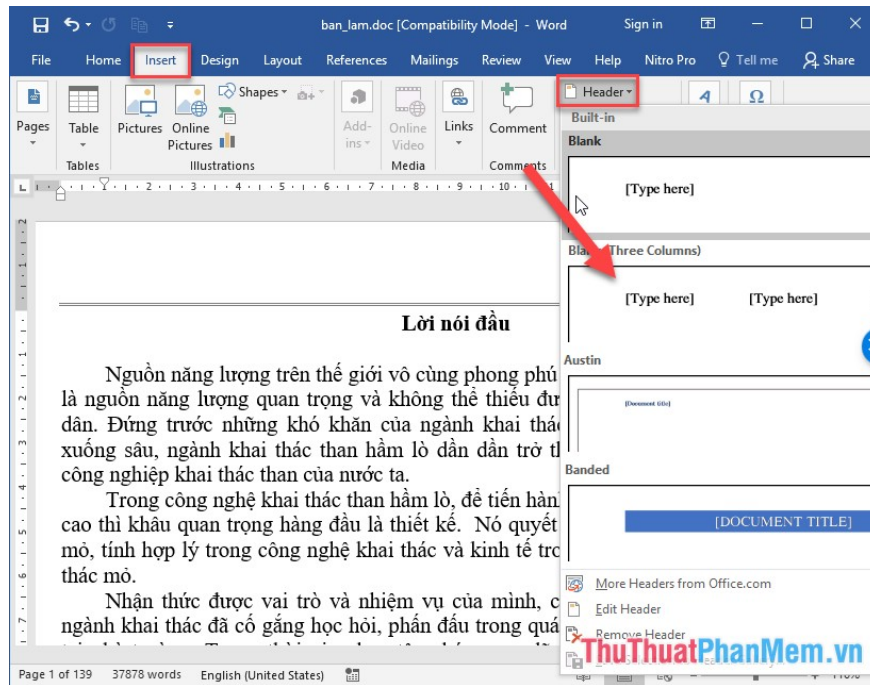 ban_lam.doc [Compatibility Mode] - Word
Sign in
File Home Insert Design Layout References Mailings Review View Help Nitro Pro Tell me Share
Pages
Table
Tables
Pictures
Online Pictures
Shapes
Illustrations
Add-ins
Online Video
Media
Links
Comment
Comments
Header
Built-in
Blank
[Type here]
(Three Columns)
[Type here] [Type here]
Austin
[Document title]
Banded
[DOCUMENT TITLE]
More Headers from Office.com
Edit Header
Remove Header
Lời nói đầu
Nguồn năng lượng trên thế giới vô cùng phong phú
là nguồn năng lượng quan trọng và không thể thiếu
dân. Đứng trước những khó khăn của ngành khai
xuống sâu, ngành khai thác than hầm lò dần dần trở
công nghiệp khai thác than của nước ta.
Trong công nghệ khai thác than hầm lò, để tiến
cao thì khâu quan trọng hàng đầu là thiết kế. Nó quyết
mỏ, tính hợp lý trong công nghệ khai thác và kinh tế
thác mỏ.
Nhận thức được vai trò và nhiệm vụ của mình,
ngành khai thác đã cố gắng học hỏi, phấn đấu trong
ThuThuatPhanMem.vn
Page 1 of 139 37878 words English (United States)